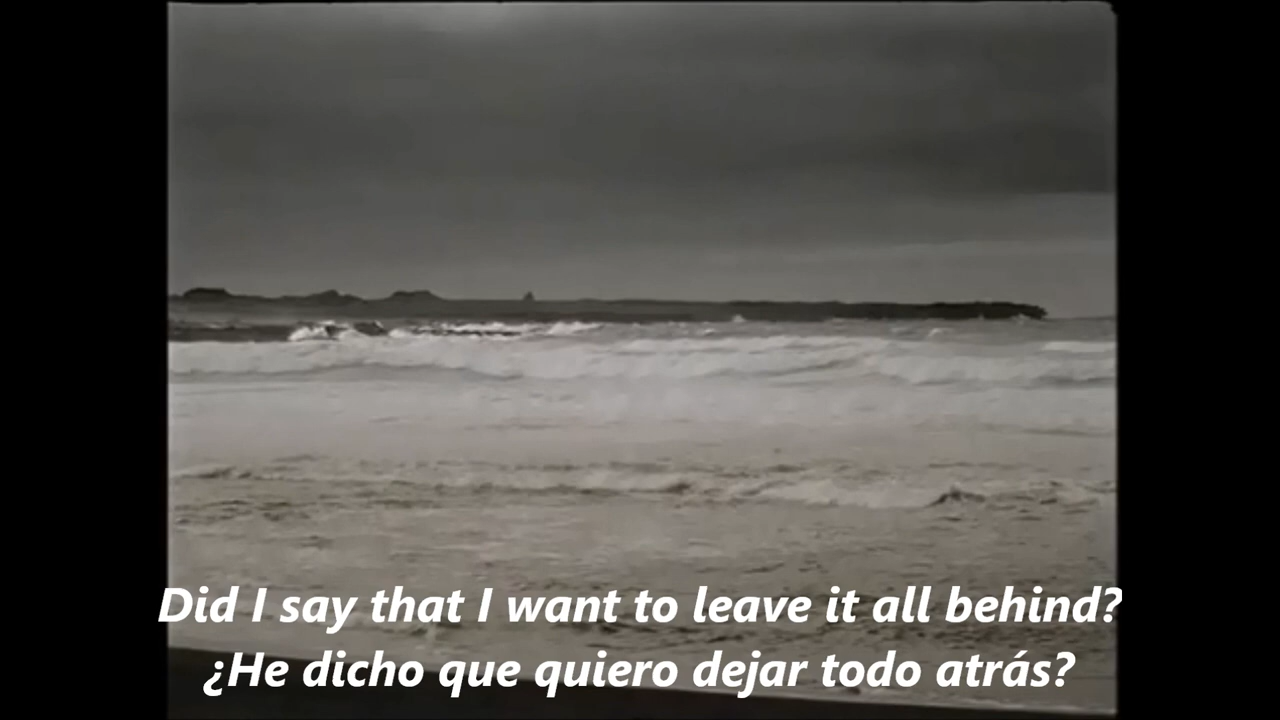 Did I say that I want to leave it all behind?
¿He dicho que quiero dejar todo atrás?